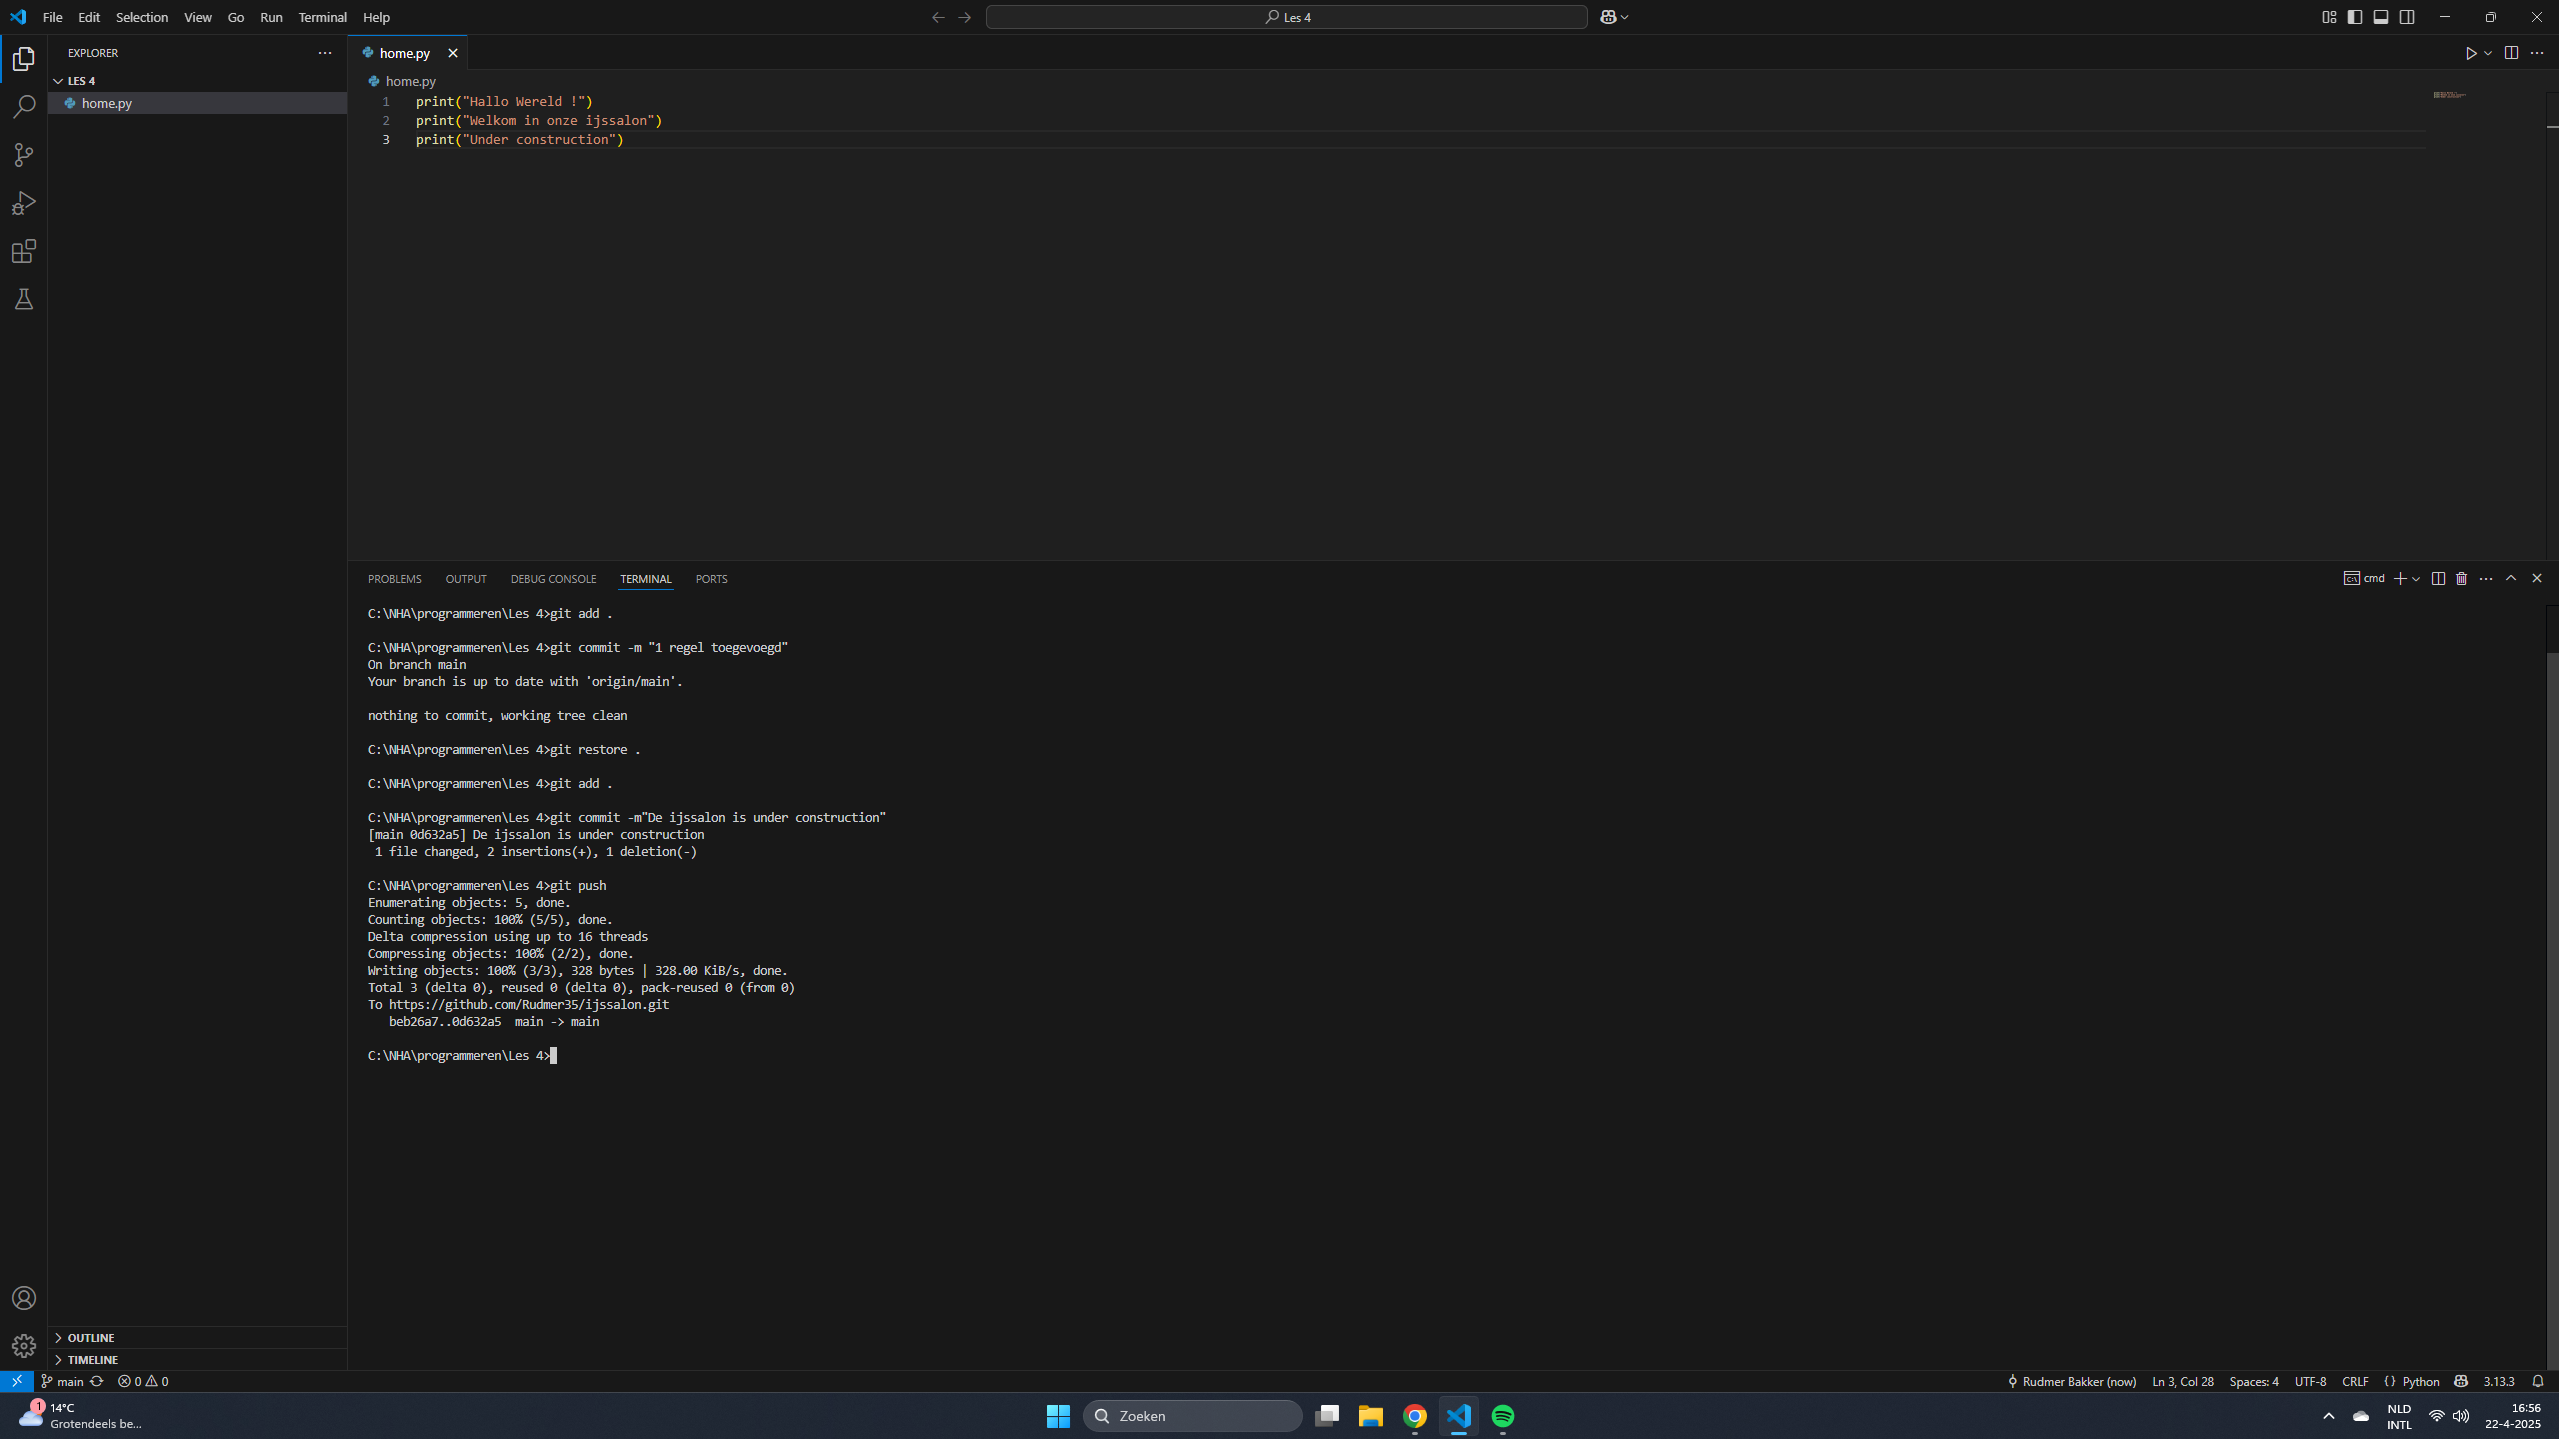 File Edit Selection View Go Run Terminal Help
Les 4
EXPLORER
LES 4
home.py
home.py
home.py
1 print("Hallo Wereld !")
2 print("Welkom in onze ijssalon")
3 print("Under construction")
PROBLEMS OUTPUT DEBUG CONSOLE TERMINAL PORTS
cmd
C:\NHA\programmeren\Les 4>git add .
C:\NHA\programmeren\Les 4>git commit -m "1 regel toegevoegd"
On branch main
Your branch is up to date with 'origin/main'.
nothing to commit, working tree clean
C:\NHA\programmeren\Les 4>git restore .
C:\NHA\programmeren\Les 4>git add .
C:\NHA\programmeren\Les 4>git commit -m"De ijssalon is under construction"
[main 0d632a5] De ijssalon is under construction
1 file changed, 2 insertions(+), 1 deletion(-)
C:\NHA\programmeren\Les 4>git push
Enumerating objects: 5, done.
Counting objects: 100% (5/5), done.
Delta compression using up to 16 threads
Compressing objects: 100% (2/2), done.
Writing objects: 100% (3/3), 328 bytes | 328.00 KiB/s, done.
Total 3 (delta 0), reused 0 (delta 0), pack-reused 0 (from 0)
To https://github.com/Rudmer35/ijssalon.git
beb26a7..0d632a5  main -> main
C:\NHA\programmeren\Les 4>
OUTLINE
TIMELINE
main 0 0
Rudmer Bakker (now) Ln 3, Col 28 Spaces: 4 UTF-8 CRLF {} Python 3.13.3
1
14°C
Grotendeels be...
Zoeken
NLD
INTL
16:56
22-4-2025